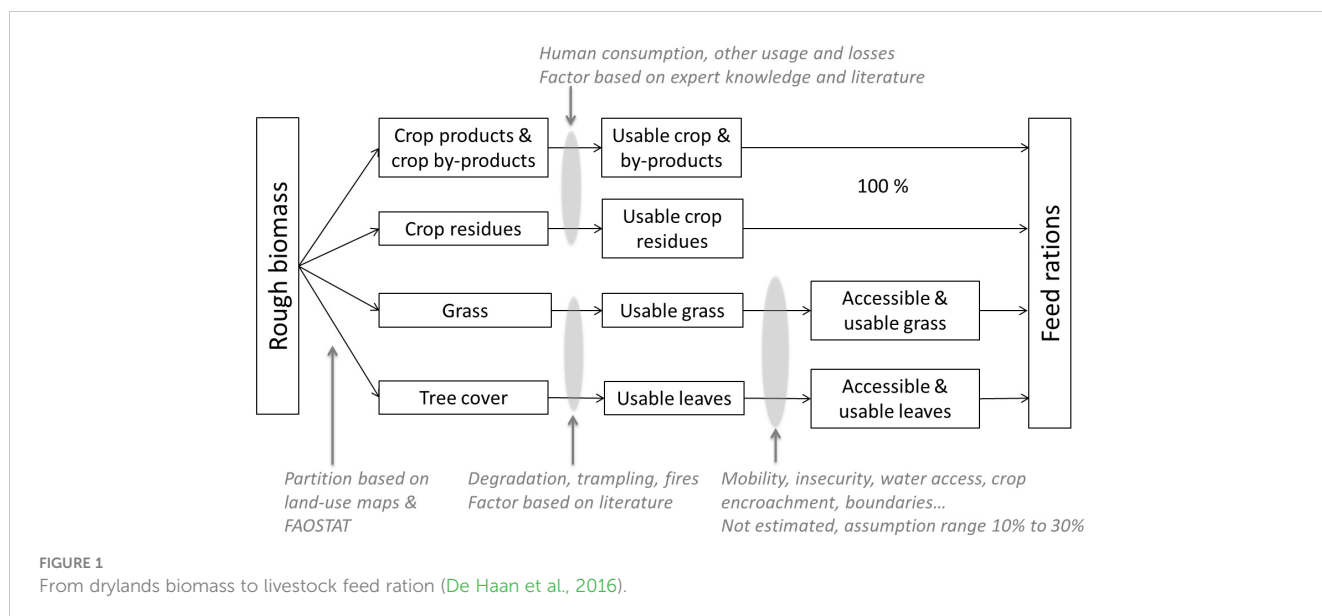 Human consumption, other usage and losses
Factor based on expert knowledge and literature
Rough biomass
Crop products &
crop by-products
Usable crop &
by-products
100 %
Crop residues
Usable crop
residues
Grass
Usable grass
Accessible &
usable grass
Tree cover
Usable leaves
Accessible &
usable leaves
Feed rations
Partition based on
land-use maps &
FAOSTAT
Degradation, trampling, fires
Factor based on literature
Mobility, insecurity, water access, crop
encroachment, boundaries...
Not estimated, assumption range 10% to 30%
FIGURE 1
From drylands biomass to livestock feed ration (De Haan et al., 2016).